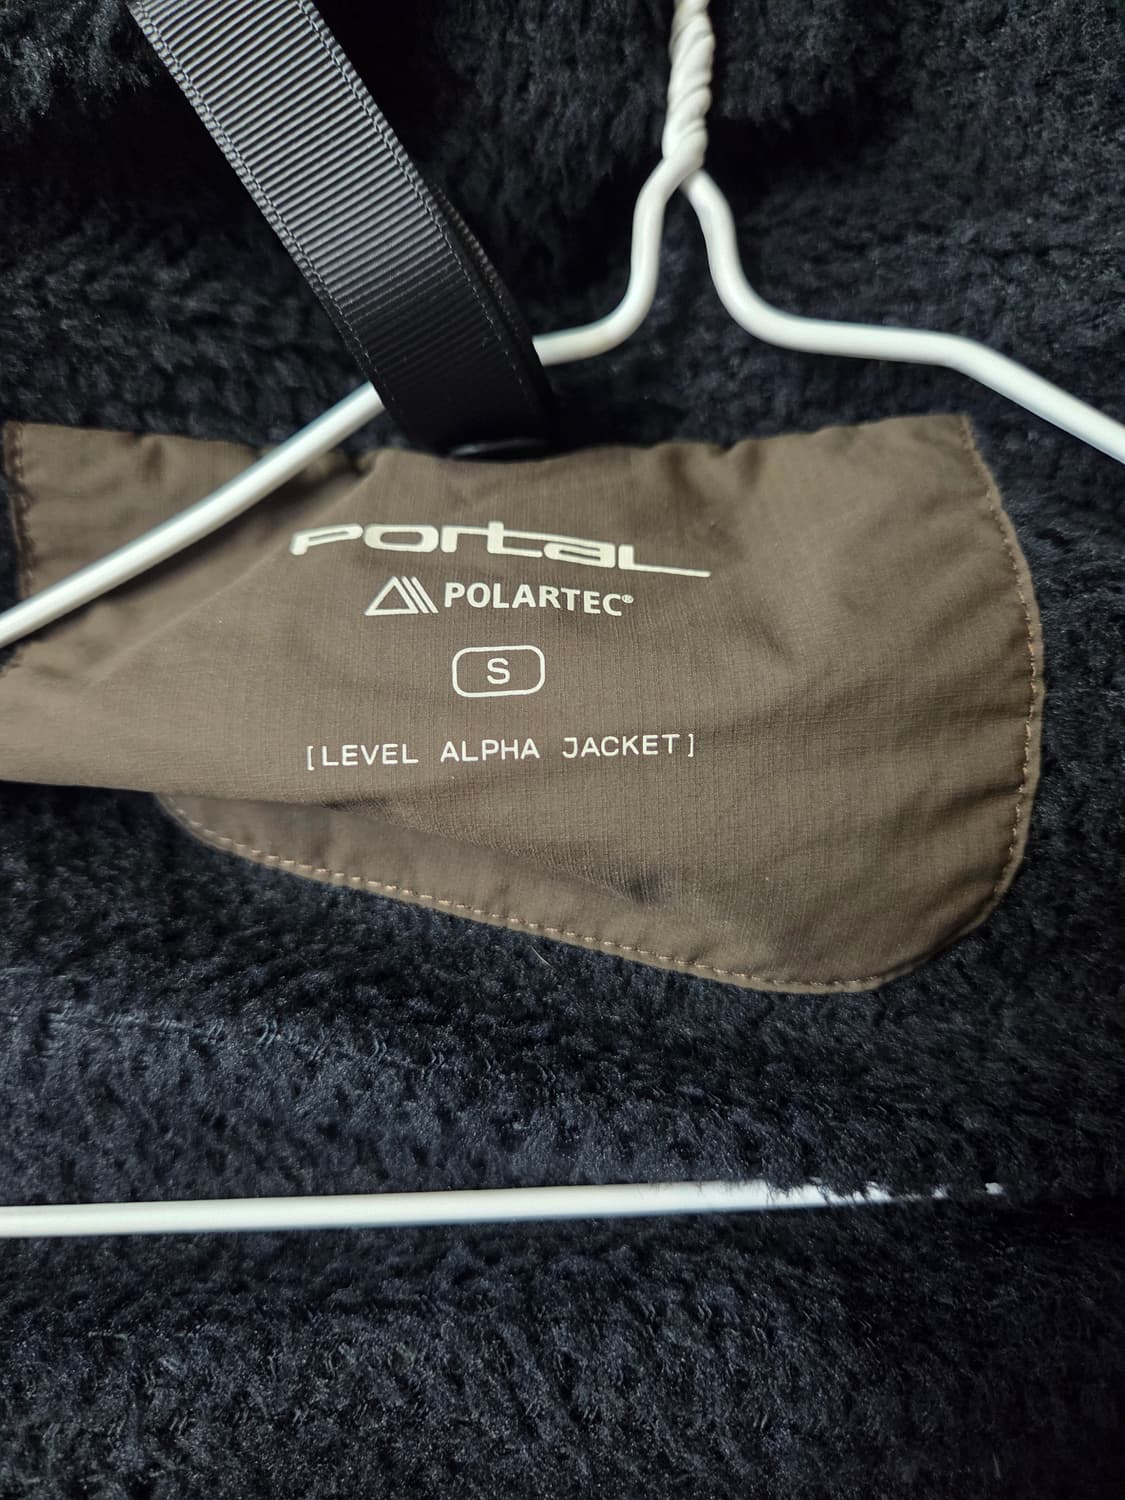 Portal
POLARTEC®
S
[LEVEL ALPHA JACKET]